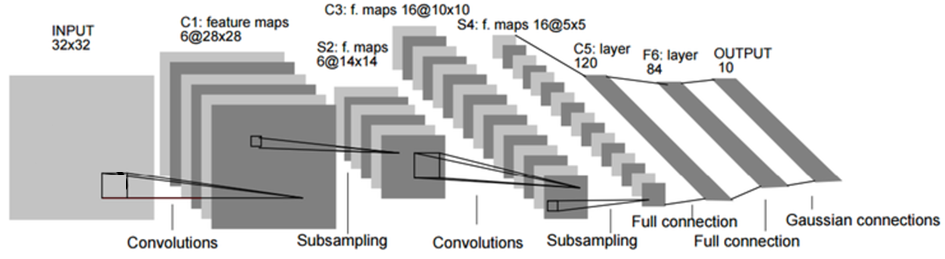 INPUT
32x32
C1: feature maps
6@28x28
S2: f. maps
6@14x14
C3: f. maps 16@10x10
S4: f. maps 16@5x5
C5: layer
120
F6: layer
84
OUTPUT
10
Convolutions
Subsampling
Convolutions
Subsampling
Full connection
Full connection
Gaussian connections